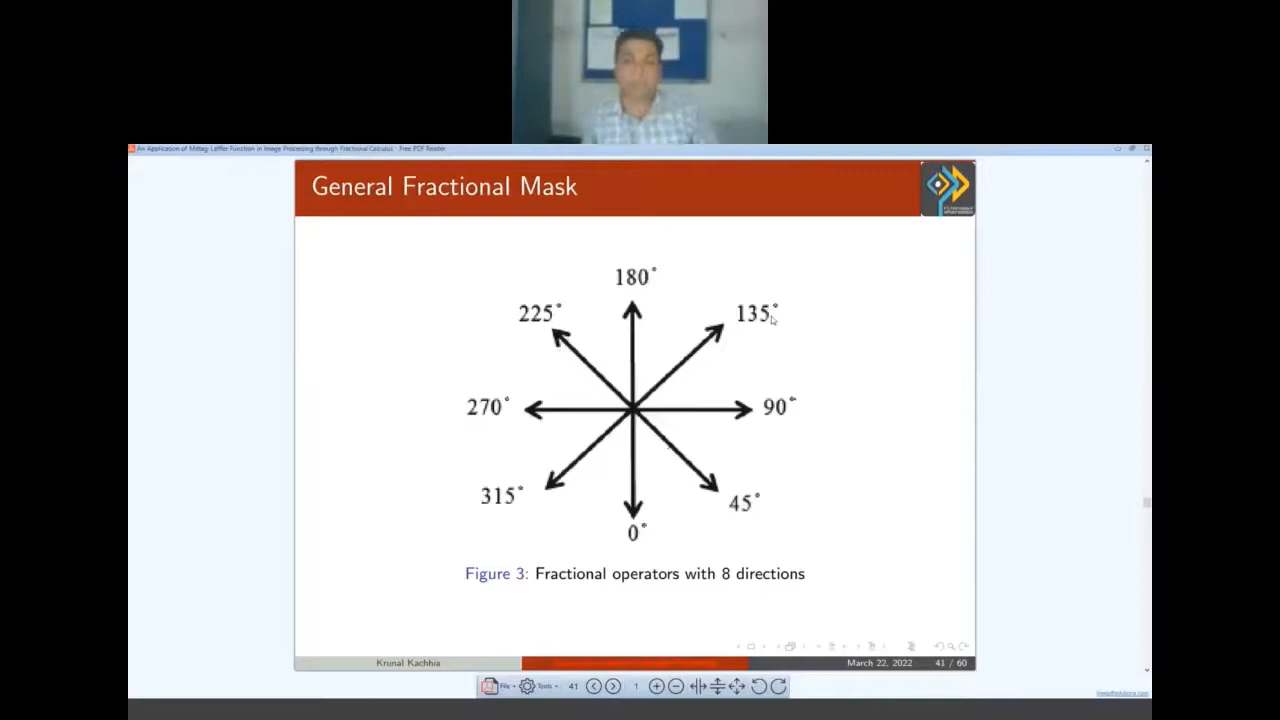 An Application of Mittag-Leffler Function in Image Processing through Fractional Calculus - Free PDF Reader
General Fractional Mask
180°
225°
135°
270°
90°
315°
45°
0°
Figure 3: Fractional operators with 8 directions
Krunal Kachhia
March 22, 2022
41 / 60
File
Tools
41
1